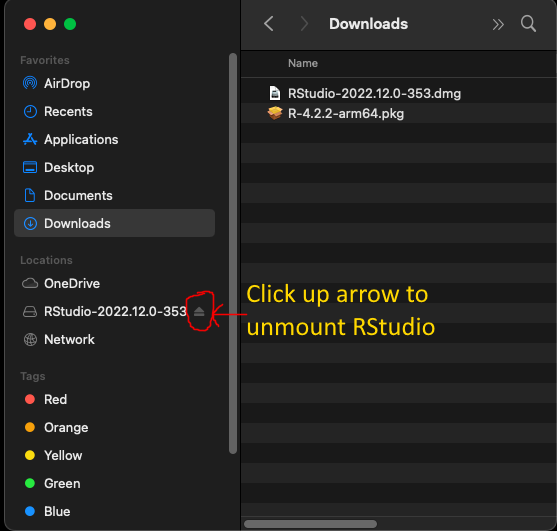 Downloads
Favorites
AirDrop
Recents
Applications
Desktop
Documents
Downloads
Locations
OneDrive
RStudio-2022.12.0-353
Network
Tags
Red
Orange
Yellow
Green
Blue
Name
RStudio-2022.12.0-353.dmg
R-4.2.2-arm64.pkg
Click up arrow to
unmount RStudio